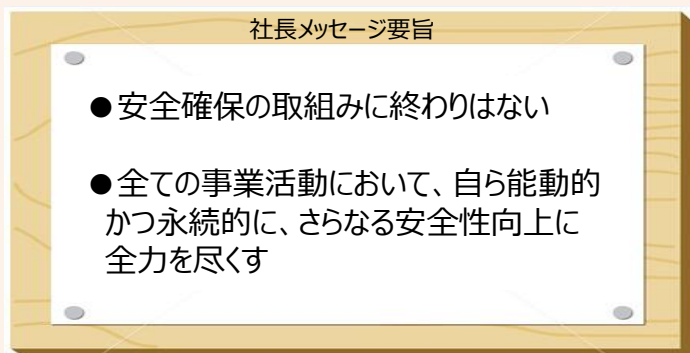 社長メッセージ要旨
●安全確保の取組みに終わりはない
●全ての事業活動において、自ら能動的
かつ永続的に、さらなる安全性向上に
全力を尽くす